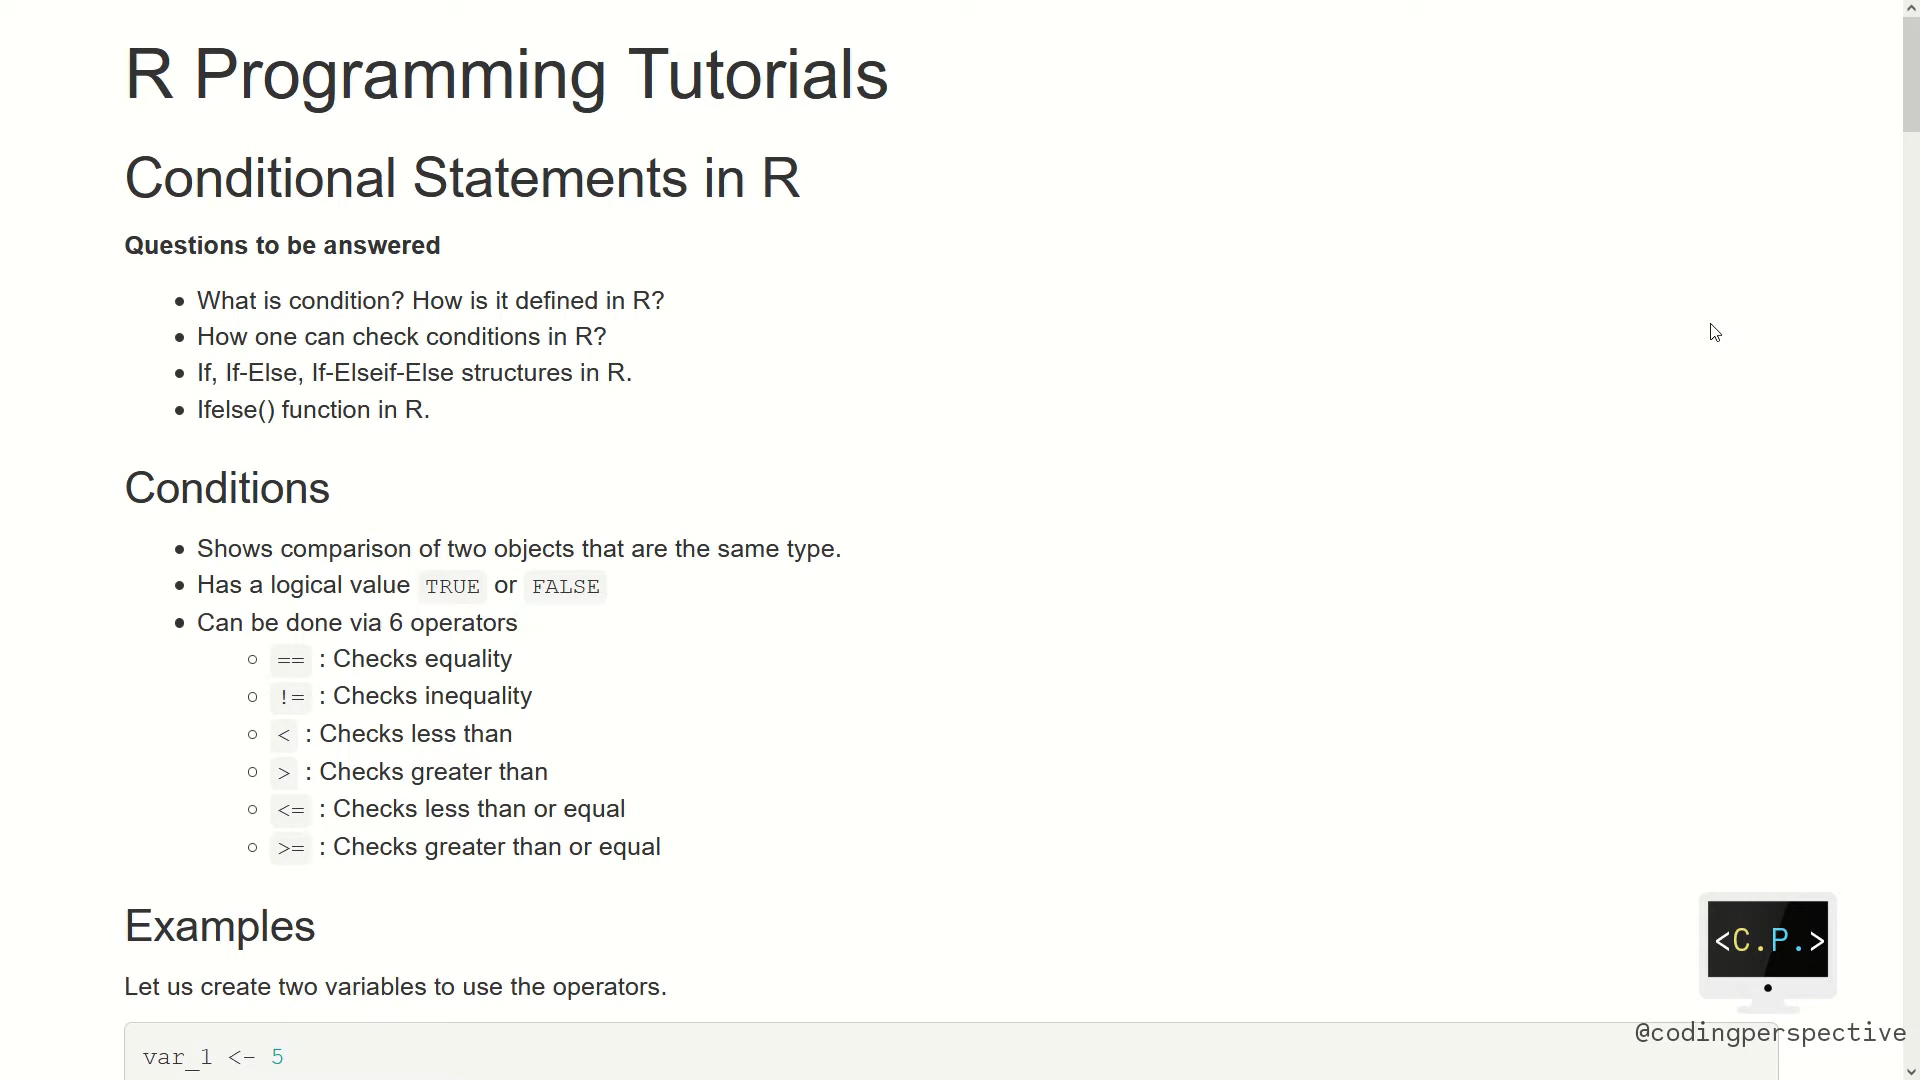 R Programming Tutorials
Conditional Statements in R
Questions to be answered
What is condition? How is it defined in R?
How one can check conditions in R?
If, If-Else, If-Elseif-Else structures in R.
Ifelse() function in R.
Conditions
Shows comparison of two objects that are the same type.
Has a logical value TRUE or FALSE
Can be done via 6 operators
== : Checks equality
!= : Checks inequality
< : Checks less than
> : Checks greater than
<= : Checks less than or equal
>= : Checks greater than or equal
Examples
Let us create two variables to use the operators.
var_1 <- 5
<C.P.>
@codingperspective